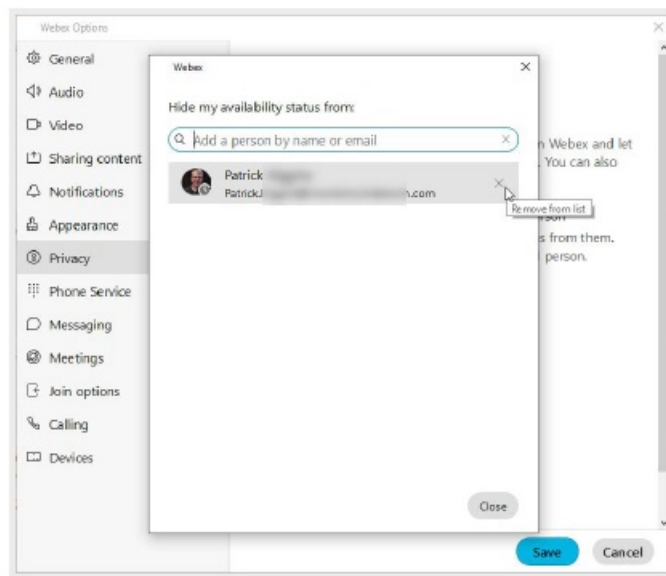 Webex Options
General
Audio
Video
Sharing content
Notifications
Appearance
Privacy
Phone Service
Messaging
Meetings
Join options
Calling
Devices
Webex
Hide my availability status from:
Add a person by name or email
Patrick
Patrick.
.com
Remove from list
Close
Webex and let
. You can also
s from them.
person.
Save
Cancel